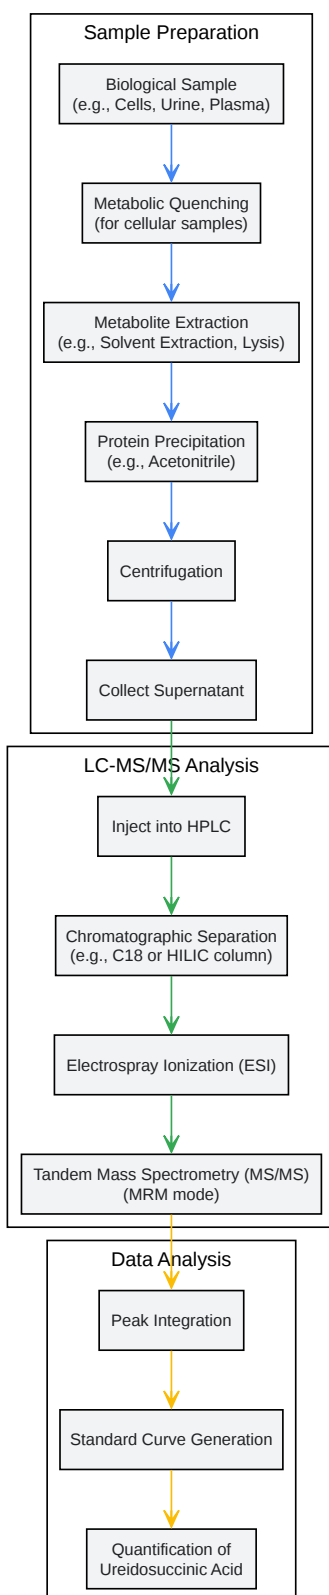 Sample Preparation
Biological Sample
(e.g., Cells, Urine, Plasma)
Metabolic Quenching
(for cellular samples)
Metabolite Extraction
(e.g., Solvent Extraction, Lysis)
Protein Precipitation
(e.g., Acetonitrile)
Centrifugation
Collect Supernatant
LC-MS/MS Analysis
Inject into HPLC
Chromatographic Separation
(e.g., C18 or HILIC column)
Electrospray Ionization (ESI)
Tandem Mass Spectrometry (MS/MS)
(MRM mode)
Data Analysis
Peak Integration
Standard Curve Generation
Quantification of
Ureidosuccinic Acid